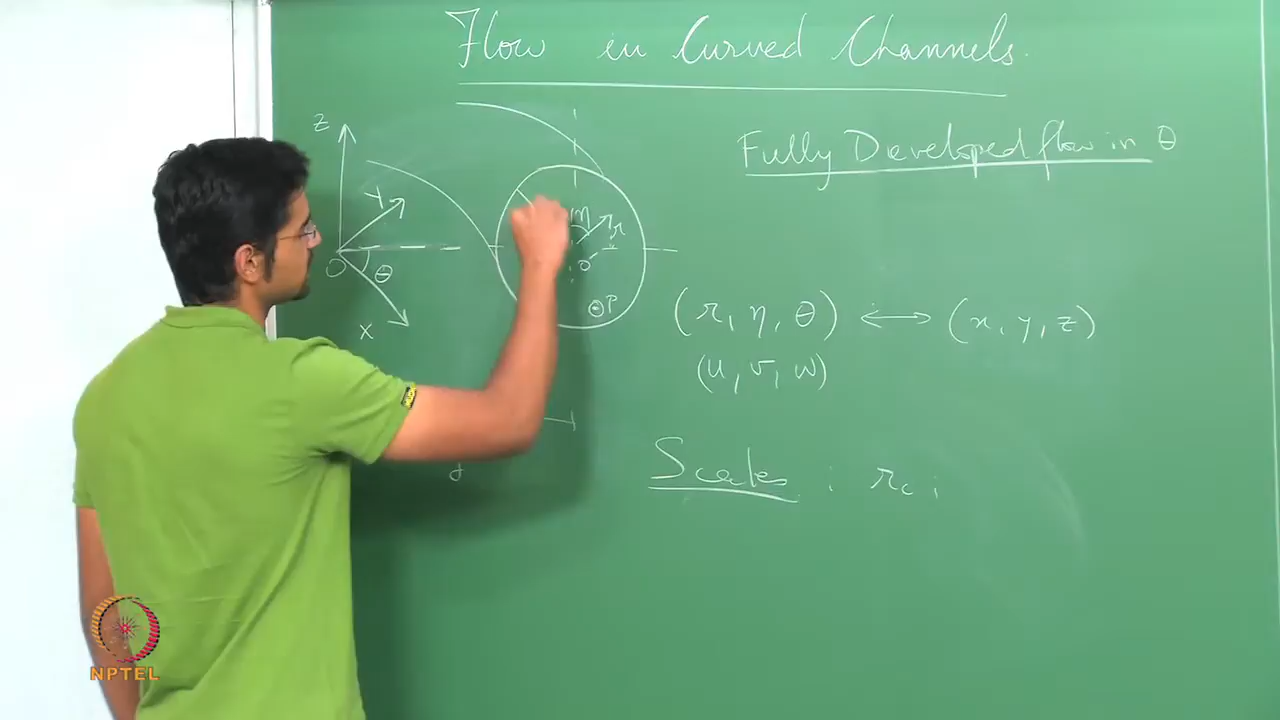 Flow in Curved Channels.
Fully Developed flow in θ
z
Y
O
θ
x
η
r
o'
P
(r, η, θ) ↔ (x, y, z)
(u, v, w)
Scales : r_c ;
NPTEL